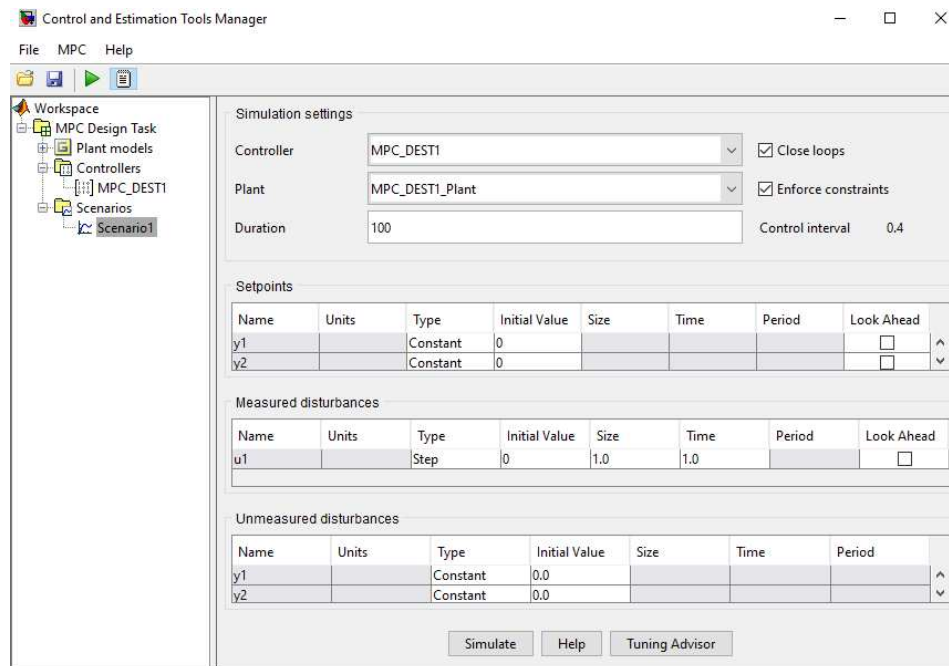 Control and Estimation Tools Manager
File MPC Help
Workspace
MPC Design Task
Plant models
Controllers
MPC_DEST1
Scenarios
Scenario1
Simulation settings
Controller MPC_DEST1 Close loops
Plant MPC_DEST1_Plant Enforce constraints
Duration 100 Control interval 0.4
Setpoints
Name Units Type Initial Value Size Time Period Look Ahead
y1 Constant 0
y2 Constant 0
Measured disturbances
Name Units Type Initial Value Size Time Period Look Ahead
u1 Step 0 1.0 1.0
Unmeasured disturbances
Name Units Type Initial Value Size Time Period
y1 Constant 0.0
y2 Constant 0.0
Simulate Help Tuning Advisor